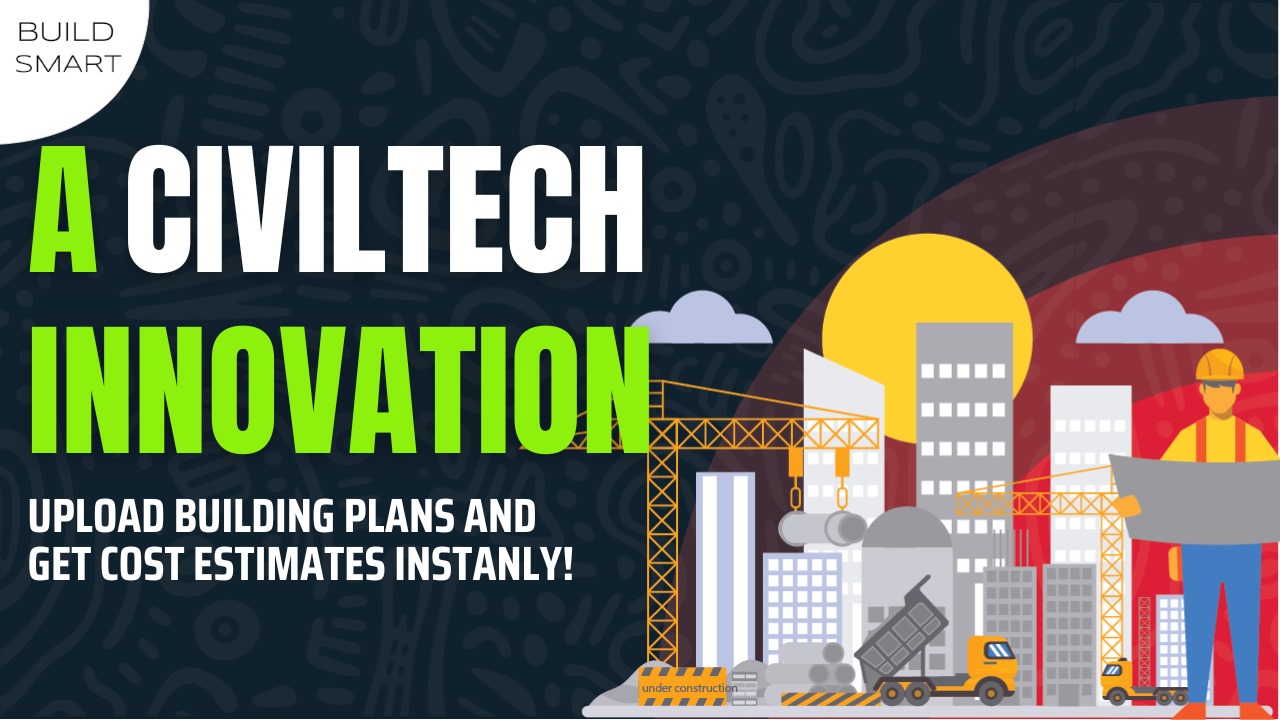 BUILD
SMART
A CIVILTECH
INNOVATION
UPLOAD BUILDING PLANS AND
GET COST ESTIMATES INSTANLY!
under construction